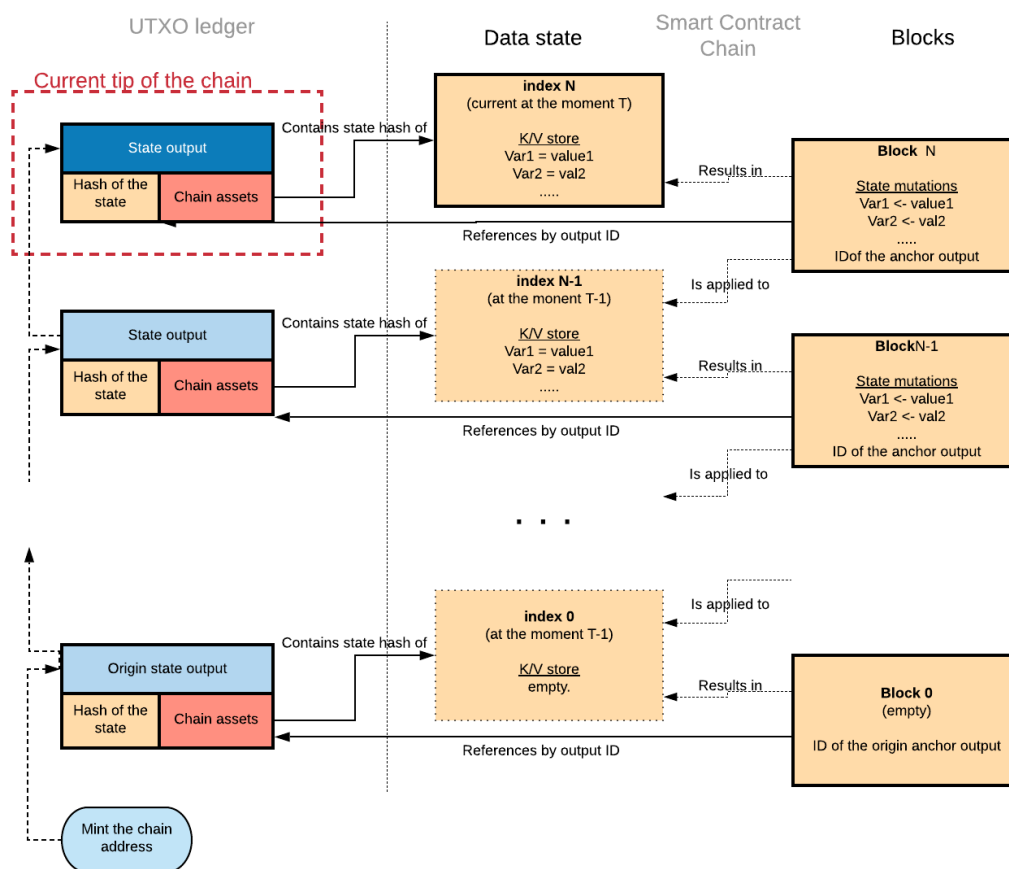 UTXO ledger
Data state
Smart Contract
Chain
Blocks
Current tip of the chain
State output
Hash of the
state
Chain assets
Contains state hash of
index N
(current at the moment T)
K/V store
Var1 = value1
Var2 = val2
.....
Results in
Block N
State mutations
Var1 <- value1
Var2 <- val2
.....
IDof the anchor output
References by output ID
Is applied to
State output
Hash of the
state
Chain assets
Contains state hash of
index N-1
(at the monent T-1)
K/V store
Var1 = value1
Var2 = val2
.....
Results in
BlockN-1
State mutations
Var1 <- value1
Var2 <- val2
.....
ID of the anchor output
References by output ID
Is applied to
. . .
Is applied to
Origin state output
Hash of the
state
Chain assets
Contains state hash of
index 0
(at the moment T-1)
K/V store
empty.
Results in
Block 0
(empty)
ID of the origin anchor output
References by output ID
Mint the chain
address